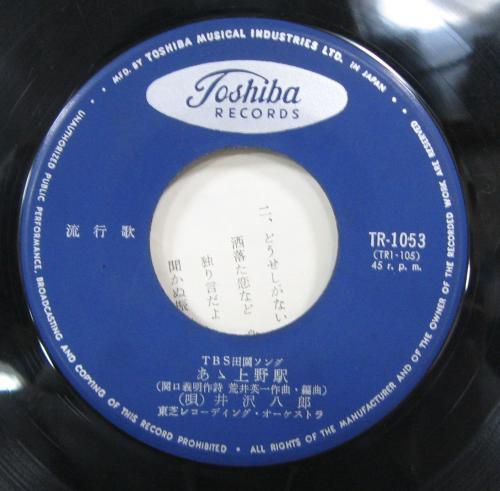 MFD. BY TOSHIBA MUSICAL INDUSTRIES LTD. IN JAPAN
Toshiba
RECORDS
流行歌
TR-1053
(TR1-105)
45 r. p. m.
二、どうせしがない
洒落た恋など
独り言だよ
聞かぬ振
TBS田園ソング
あゝ上野駅
(関口義明作詩 荒井英一作曲・編曲)
(唄) 井沢八郎
東芝レコーディング・オーケストラ
UNAUTHORIZED PUBLIC PERFORMANCE, BROADCASTING AND COPYING OF THIS RECORD PROHIBITED • ALL RIGHTS OF THE MANUFACTURER AND OF THE OWNER OF THE RECORDED WORK ARE RESERVED